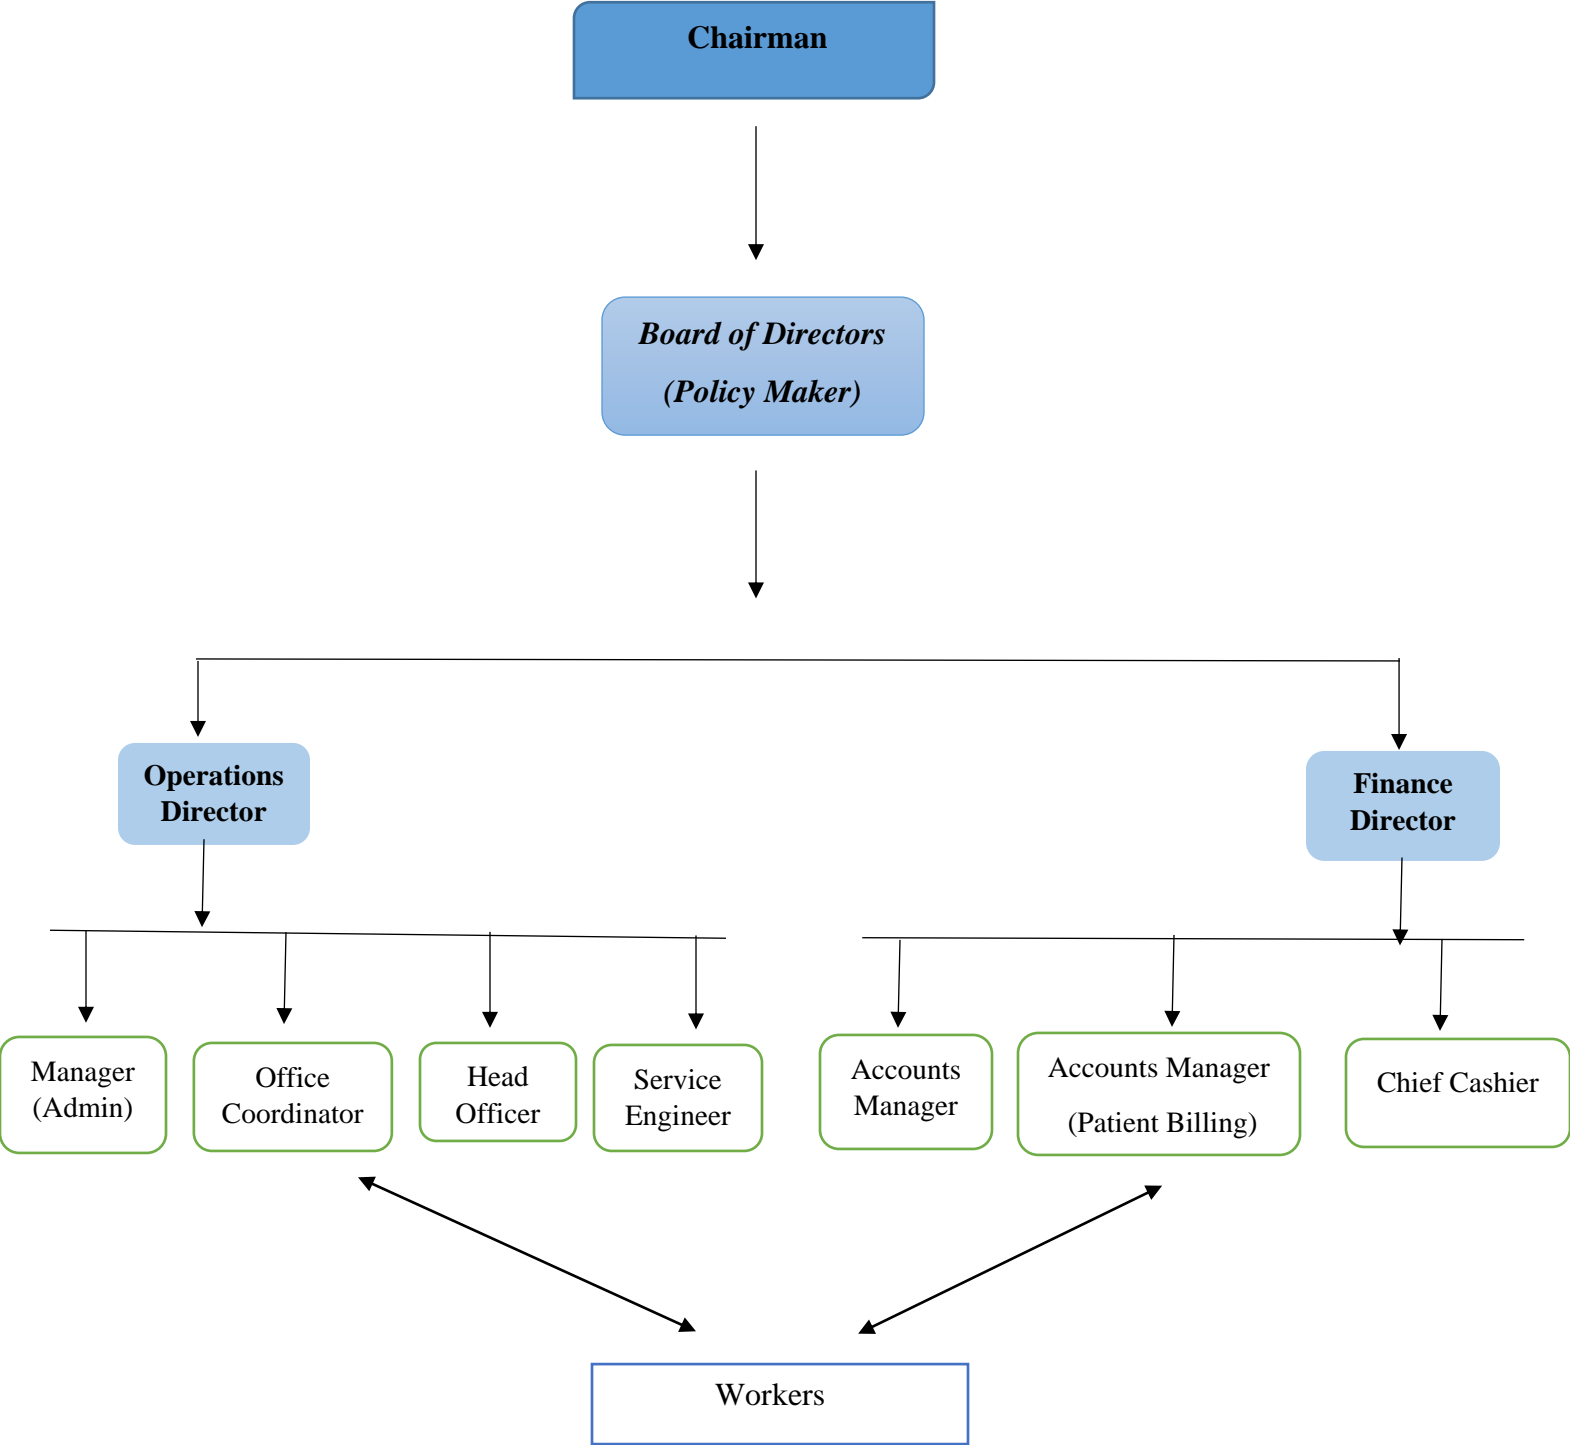 Chairman
Board of Directors
(Policy Maker)
Operations
Director
Finance
Director
Manager
(Admin)
Office
Coordinator
Head
Officer
Service
Engineer
Accounts
Manager
Accounts Manager
(Patient Billing)
Chief Cashier
Workers